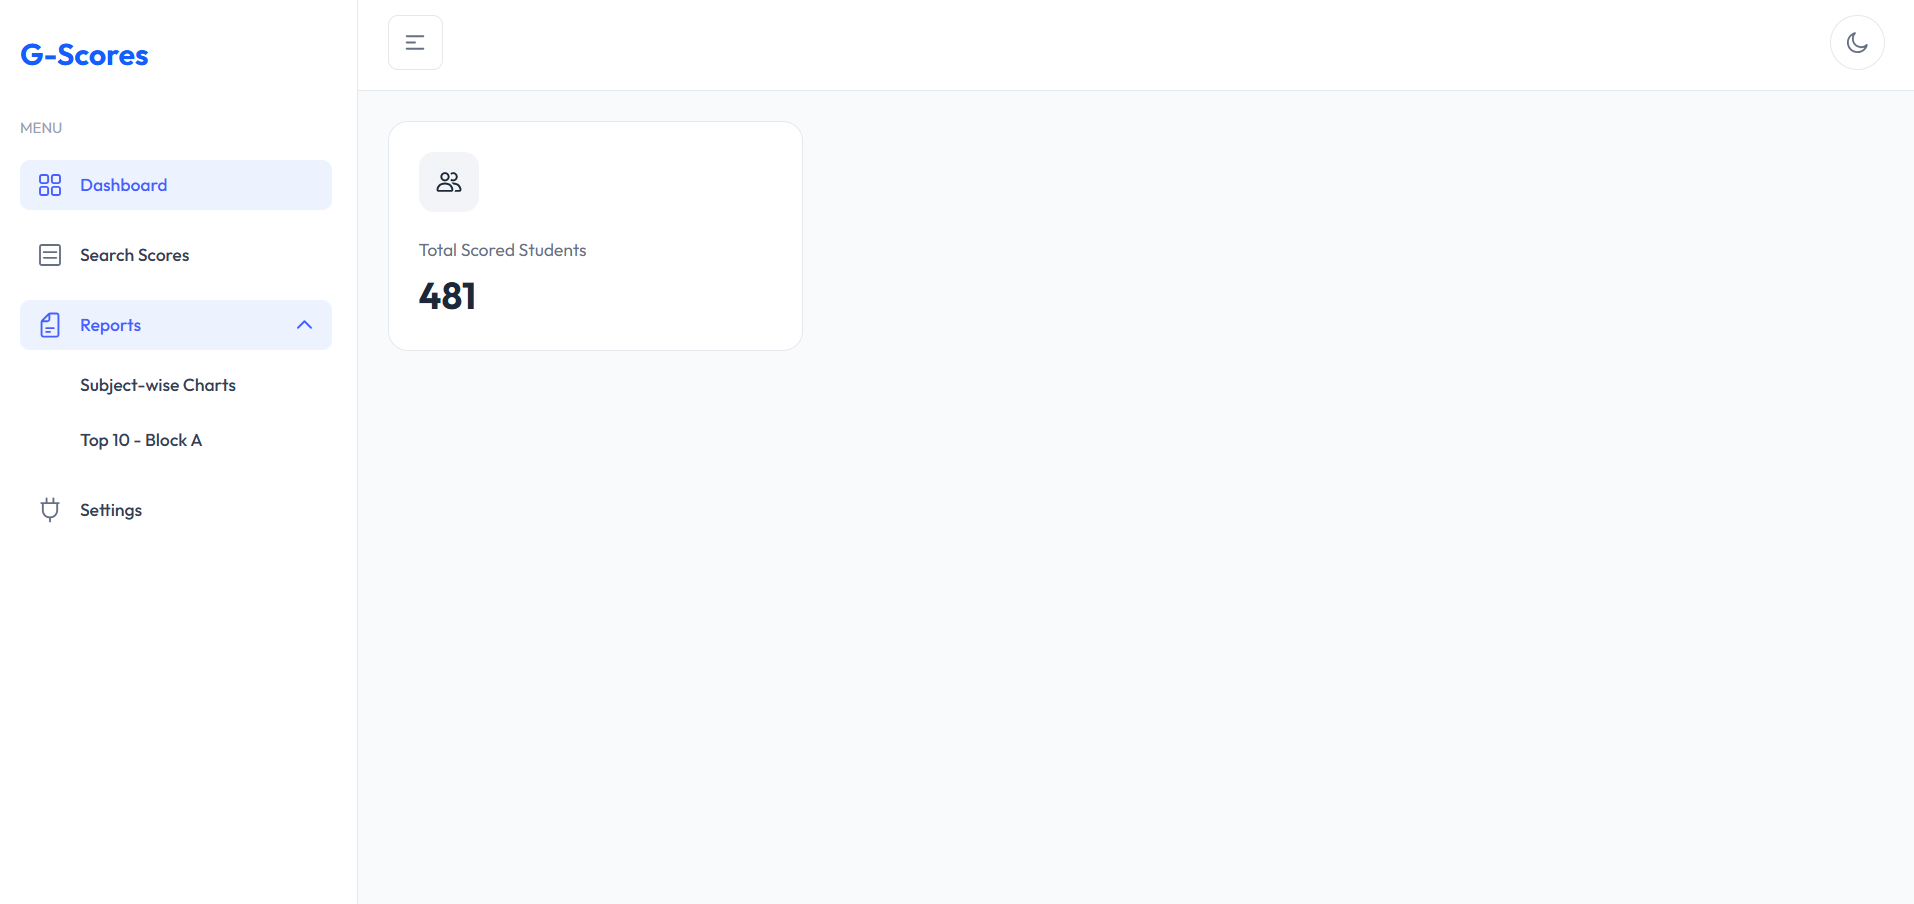 G-Scores
MENU
Dashboard
Search Scores
Reports
Subject-wise Charts
Top 10 - Block A
Settings
Total Scored Students
481